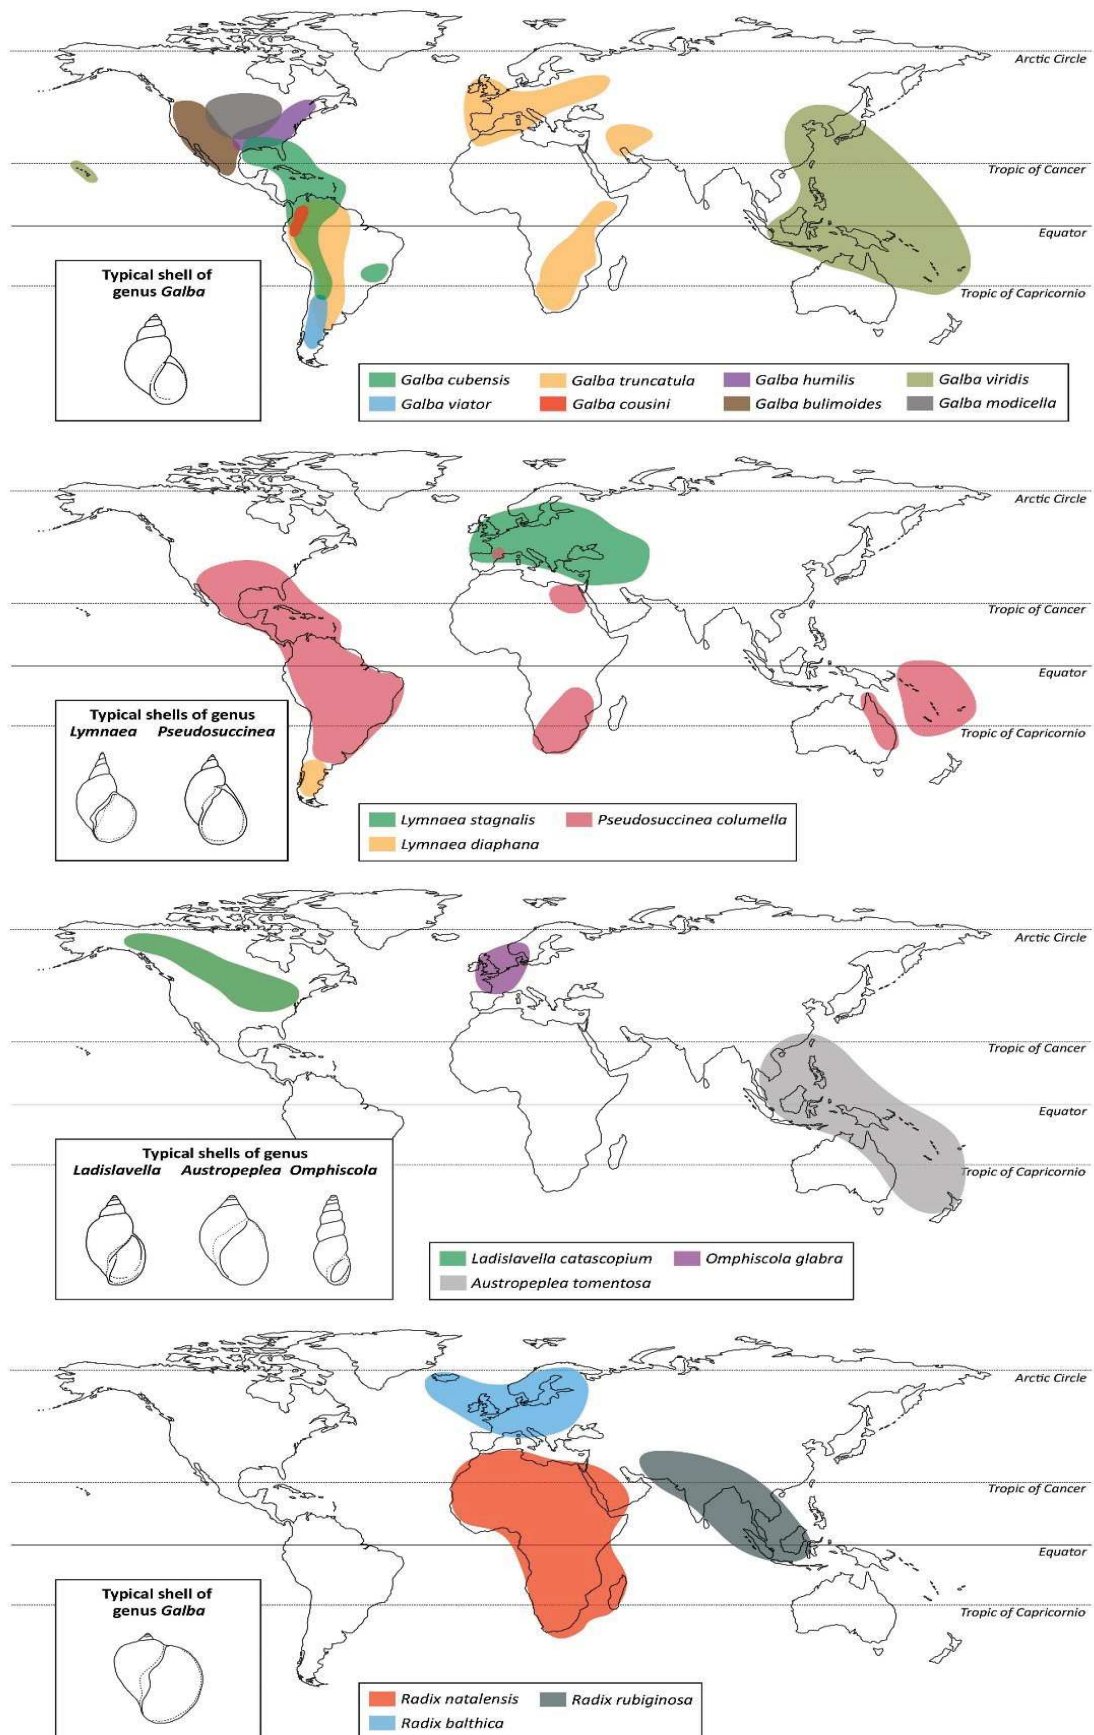 Arctic Circle
Tropic of Cancer
Equator
Tropic of Capricornio
Typical shell of
genus Galba
Galba cubensis
Galba truncatula
Galba humilis
Galba viridis
Galba viator
Galba cousini
Galba bulimoides
Galba modicella
Arctic Circle
Tropic of Cancer
Equator
Tropic of Capricornio
Typical shells of genus
Lymnaea Pseudosuccinea
Lymnaea stagnalis
Pseudosuccinea columella
Lymnaea diaphana
Arctic Circle
Tropic of Cancer
Equator
Tropic of Capricornio
Typical shells of genus
Ladislavella Austropeplea Omphiscola
Ladislavella catascopium
Omphiscola glabra
Austropeplea tomentosa
Arctic Circle
Tropic of Cancer
Equator
Tropic of Capricornio
Typical shell of
genus Galba
Radix natalensis
Radix rubiginosa
Radix balthica